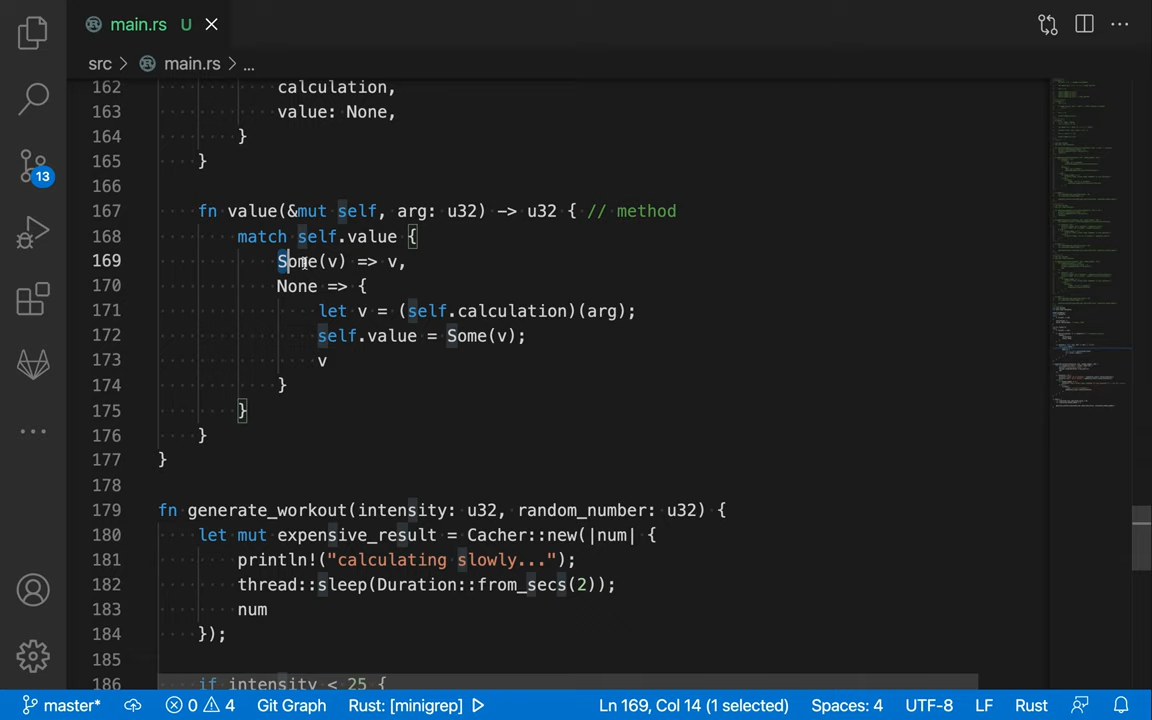 main.rs U
src > main.rs > ...
162 calculation,
163 value: None,
164 }
165 }
166
167 fn value(&mut self, arg: u32) -> u32 { // method
168 match self.value {
169 Some(v) => v,
170 None => {
171 let v = (self.calculation)(arg);
172 self.value = Some(v);
173 v
174 }
175 }
176 }
177 }
178
179 fn generate_workout(intensity: u32, random_number: u32) {
180 let mut expensive_result = Cacher::new(|num| {
181 println!("calculating slowly...");
182 thread::sleep(Duration::from_secs(2));
183 num
184 });
185
186 if intensity < 25 {
13
master* 0 4 Git Graph Rust: [minigrep] Ln 169, Col 14 (1 selected) Spaces: 4 UTF-8 LF Rust